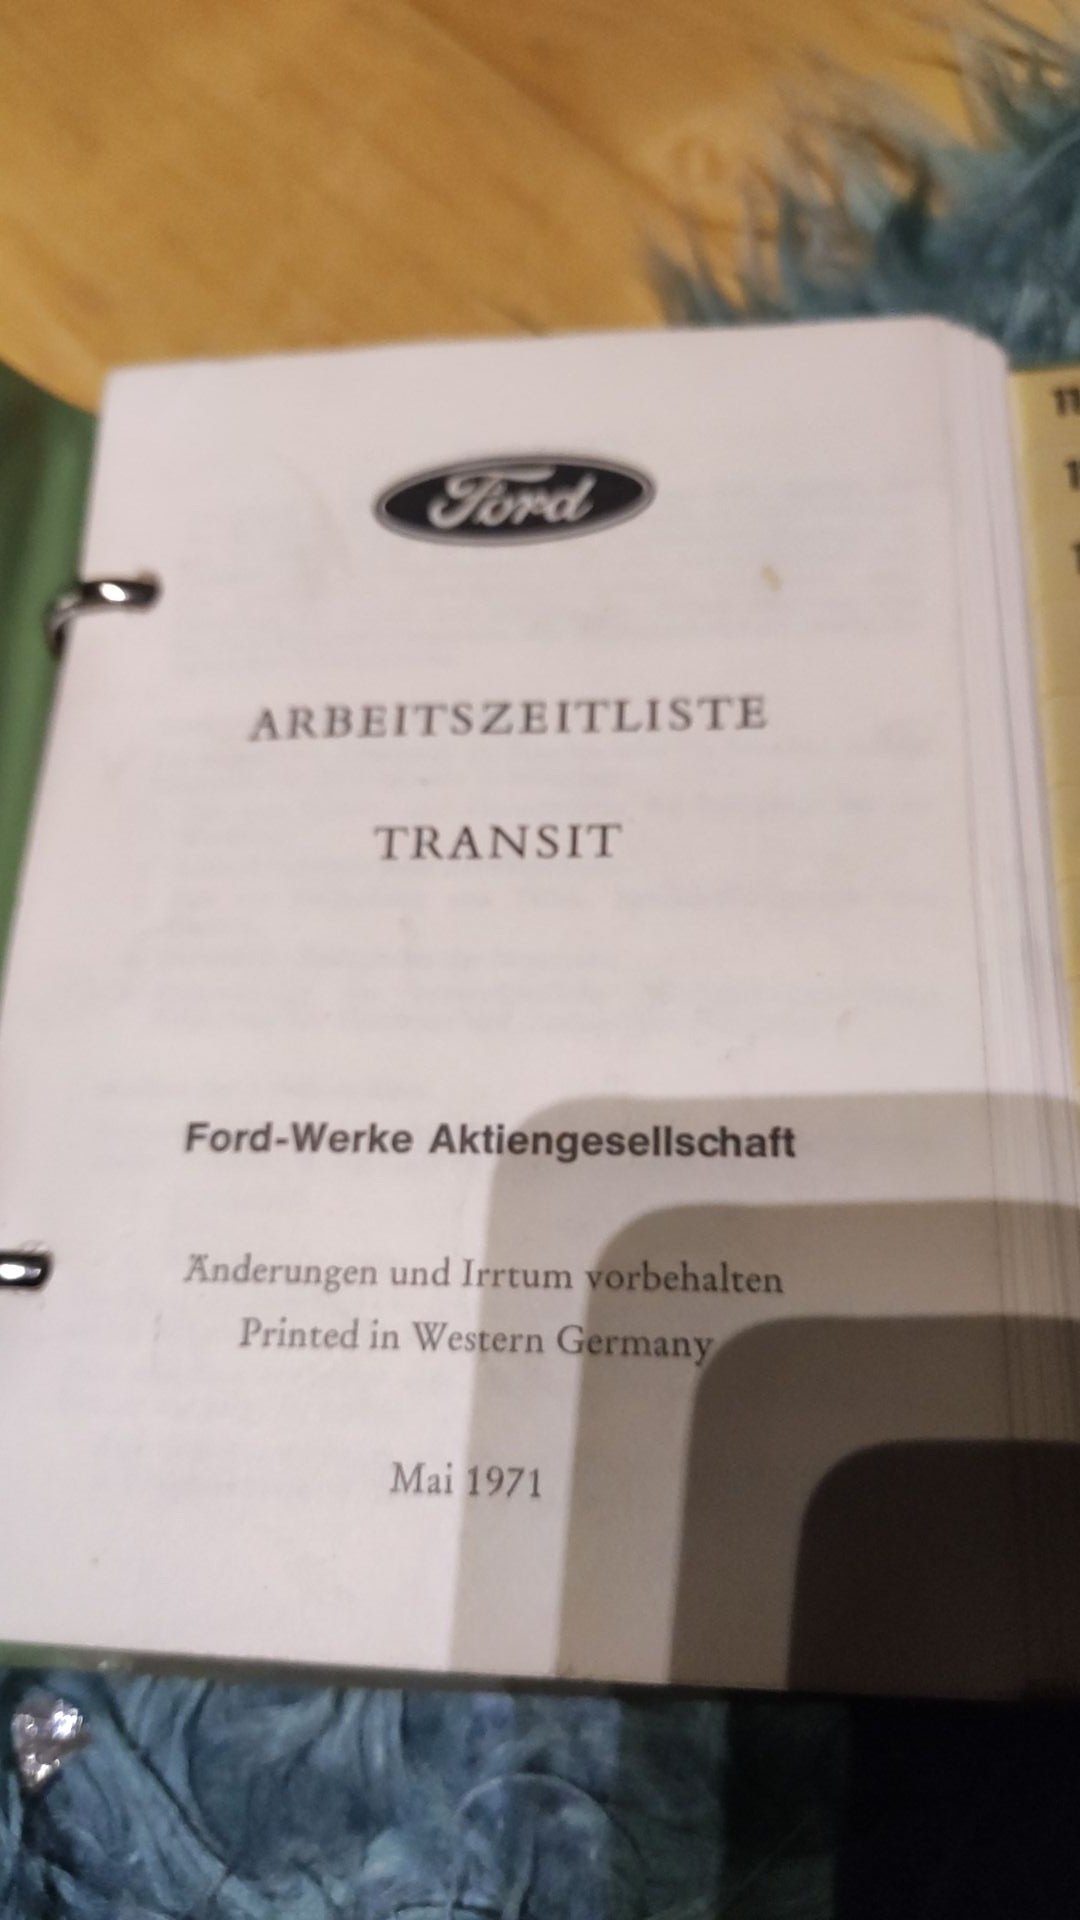 Ford
ARBEITSZEITLISTE
TRANSIT
Ford-Werke Aktiengesellschaft
Änderungen und Irrtum vorbehalten
Printed in Western Germany
Mai 1971